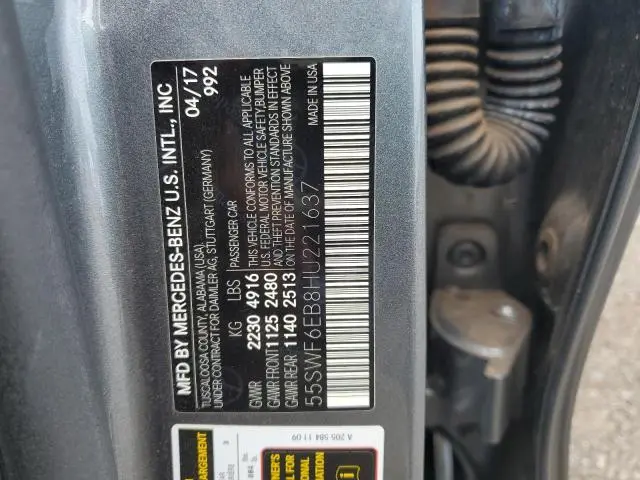 MFD BY MERCEDES-BENZ U.S. INTL., INC
TUSCALOOSA COUNTY, ALABAMA (USA)
UNDER CONTRACT FOR DAIMLER AG, STUTTGART (GERMANY)
04/17
992
KG LBS PASSENGER CAR
GVWR 2230 4916 THIS VEHICLE CONFORMS TO ALL APPLICABLE
GAWR FRONT 1125 2480 U.S. FEDERAL MOTOR VEHICLE SAFETY/BUMPER
GAWR REAR 1140 2513 AND THEFT PREVENTION STANDARDS IN EFFECT
ON THE DATE OF MANUFACTURE SHOWN ABOVE
55SWF6EB8HU221637
MADE IN USA
A 205 584 11 09